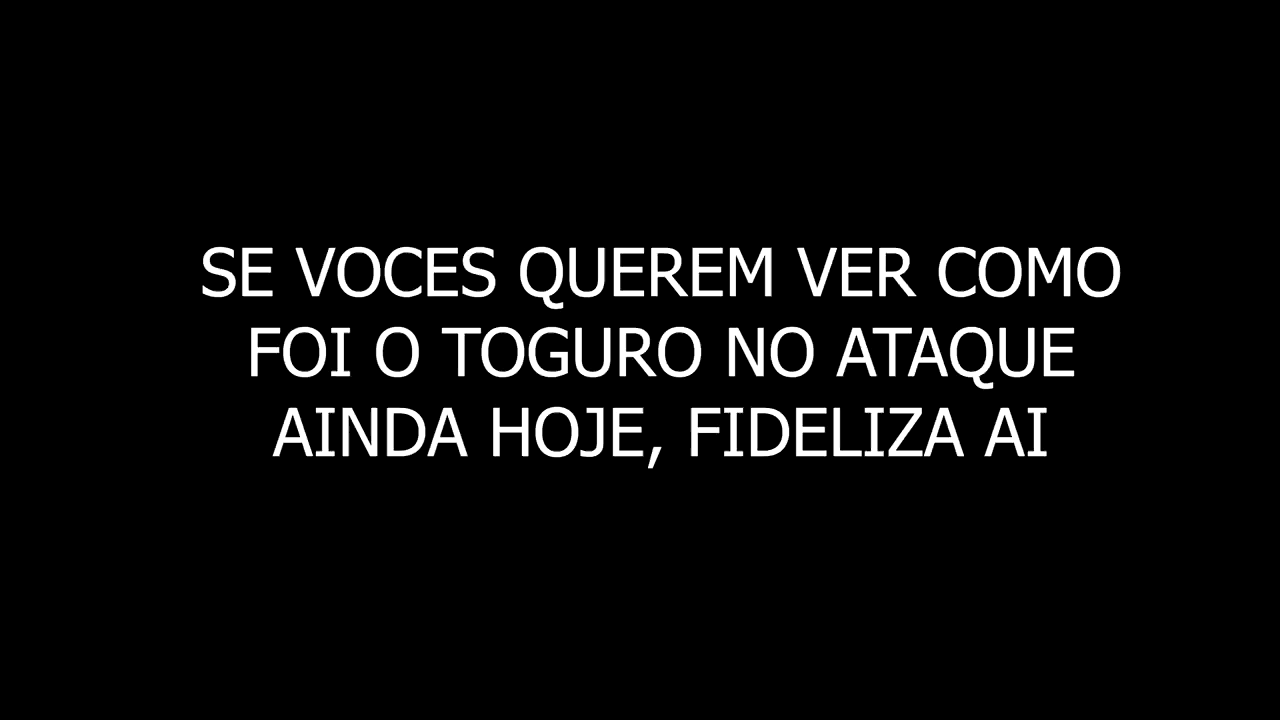 SE VOCES QUEREM VER COMO
FOI O TOGURO NO ATAQUE
AINDA HOJE, FIDELIZA AI